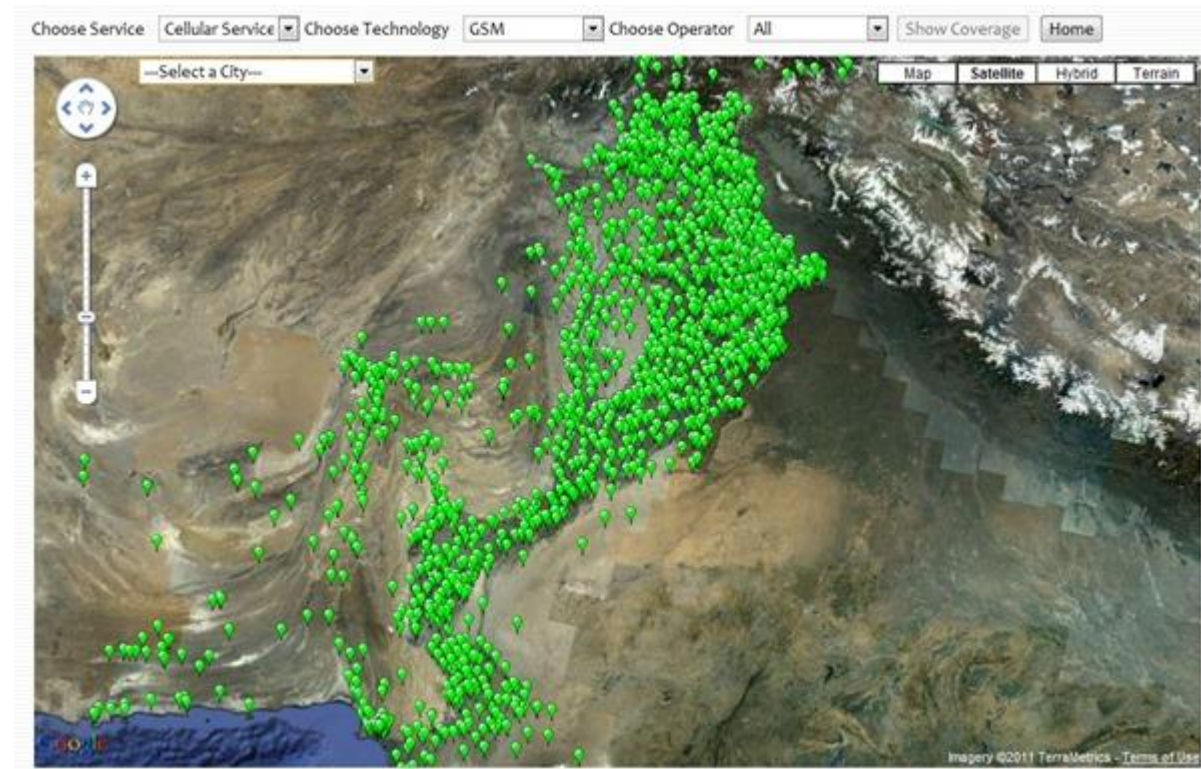 Choose Service Cellular Service Choose Technology GSM Choose Operator All Show Coverage Home
---Select a City--- Map Satellite Hybrid Terrain
Google
Imagery ©2011 TerraMetrics - Terms of Use